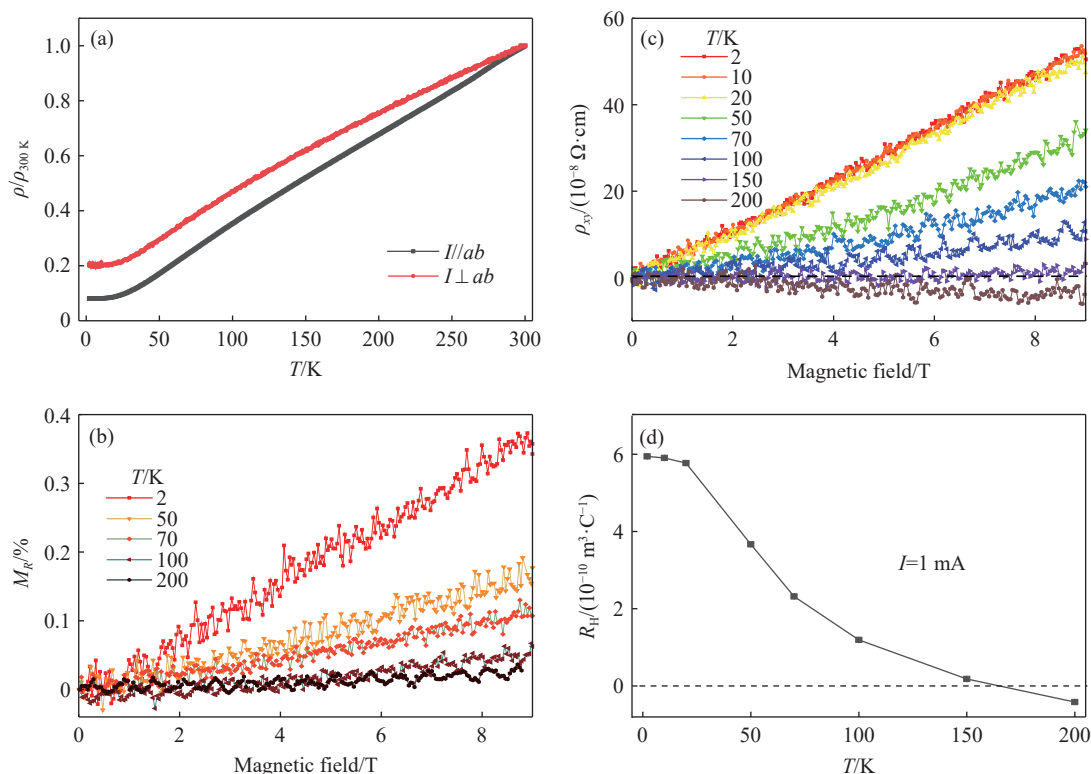 (a)
1.0
0.8
0.6
0.4
0.2
0
ρ/ρ300 K
I//ab
I⊥ab
0 50 100 150 200 250 300
T/K
(c)
60
40
20
0
ρxy/(10−8 Ω·cm)
T/K
2
10
20
50
70
100
150
200
0 2 4 6 8
Magnetic field/T
(b)
0.4
0.3
0.2
0.1
0
MR/%
T/K
2
50
70
100
200
0 2 4 6 8
Magnetic field/T
(d)
6
4
2
0
RH/(10−10 m3·C−1)
I=1 mA
0 50 100 150 200
T/K